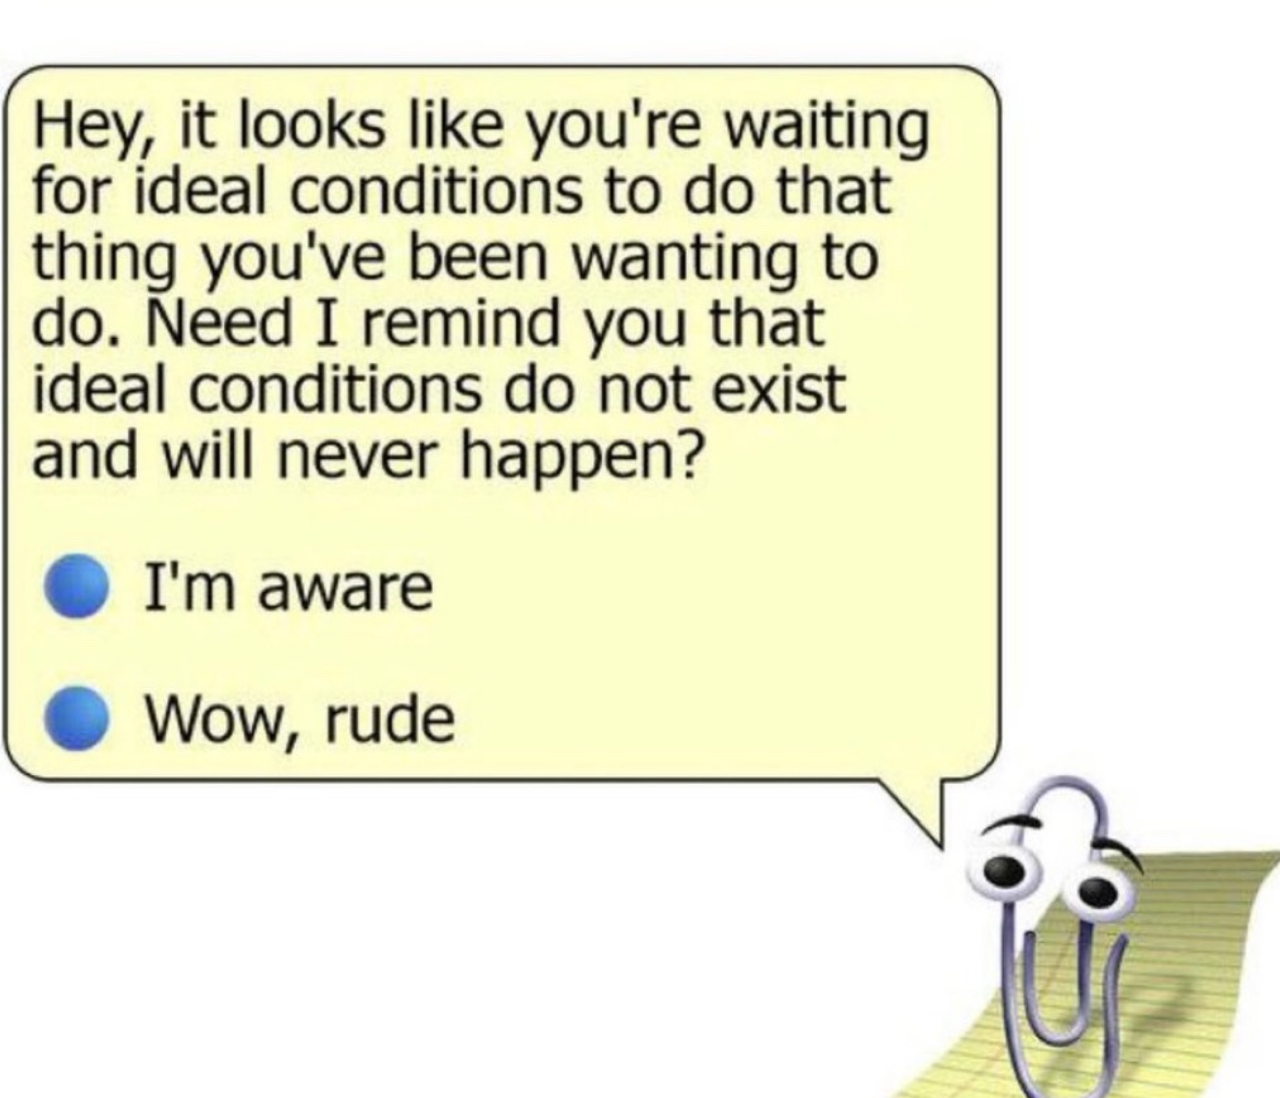 Hey, it looks like you're waiting
for ideal conditions to do that
thing you've been wanting to
do. Need I remind you that
ideal conditions do not exist
and will never happen?
I'm aware
Wow, rude